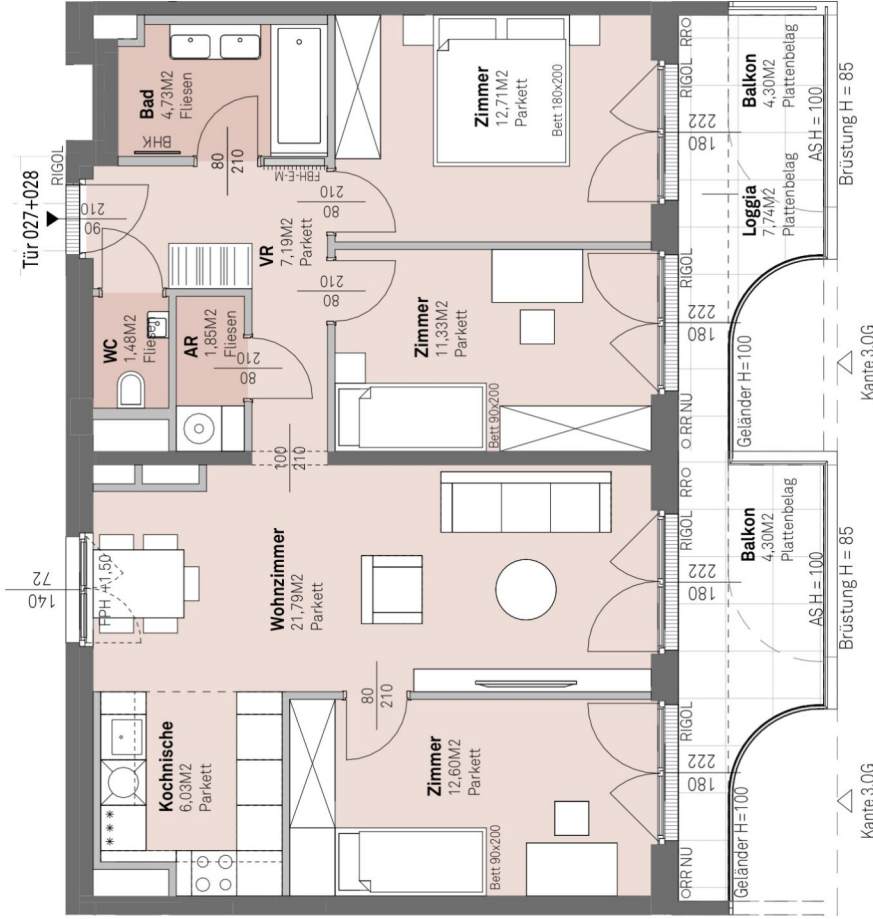 Tür 027+028
RIGOL
90
210
Bad
4,73M2
Fliesen
BHK
80
210
FBH-E-M
VR
7,19M2
Parkett
WC
1,48M2
Fliesen
AR
1,85M2
Fliesen
80
210
80
210
80
210
100
210
Zimmer
12,71M2
Parkett
Bett 180x200
Zimmer
11,33M2
Parkett
Bett 90x200
140
72
FPH +1,50
Wohnzimmer
21,79M2
Parkett
Kochnische
6,03M2
Parkett
***
80
210
Zimmer
12,60M2
Parkett
Bett 90x200
RRO
RIGOL
180
222
Balkon
4,30M2
Plattenbelag
Loggia
7,74M2
Plattenbelag
AS H = 100
Brüstung H = 85
RIGOL
180
222
ORR NU
Geländer H=100
Kante 3.OG
RRO
RIGOL
180
222
Balkon
4,30M2
Plattenbelag
AS H = 100
Brüstung H = 85
RIGOL
180
222
ORR NU
Geländer H=100
Kante 3.OG